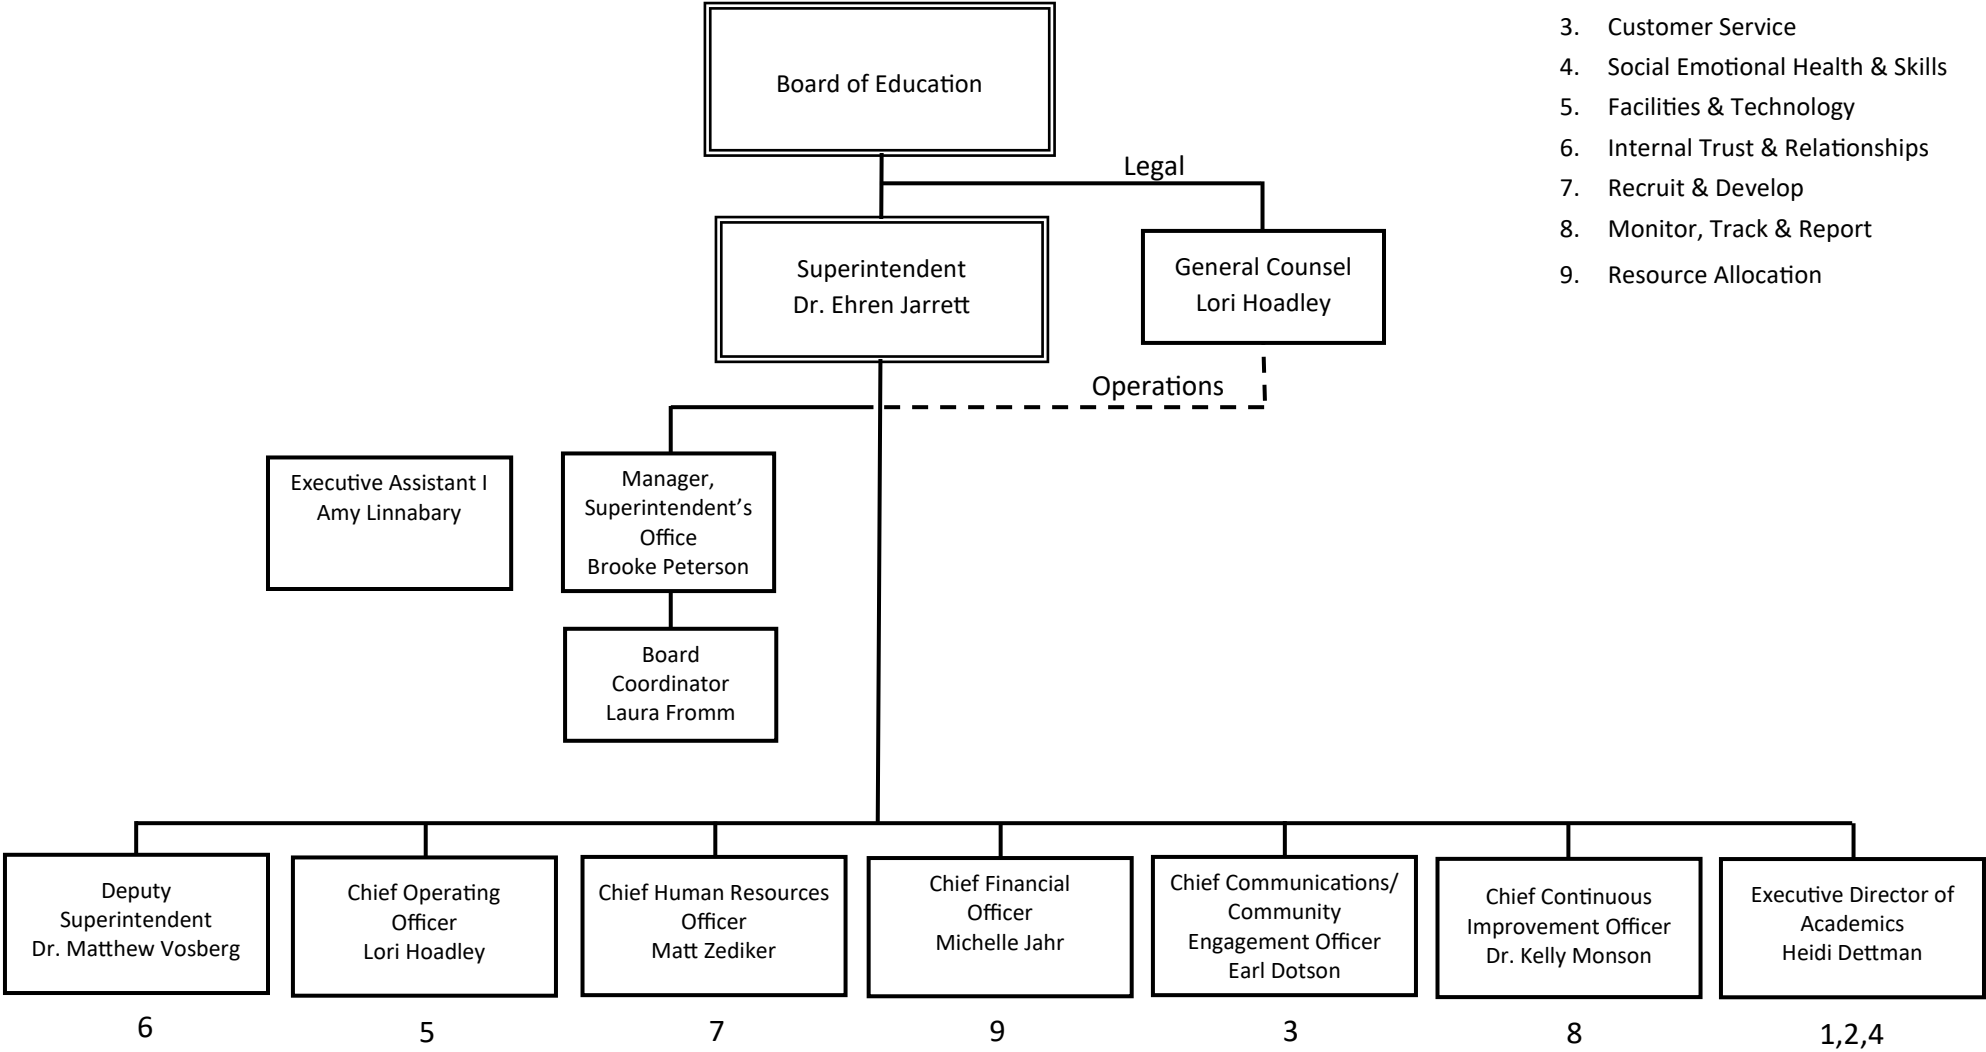 Board of Education
3. Customer Service
4. Social Emotional Health & Skills
5. Facilities & Technology
6. Internal Trust & Relationships
7. Recruit & Develop
8. Monitor, Track & Report
9. Resource Allocation
Legal
Superintendent
Dr. Ehren Jarrett
General Counsel
Lori Hoadley
Operations
Executive Assistant I
Amy Linnabary
Manager,
Superintendent’s
Office
Brooke Peterson
Board
Coordinator
Laura Fromm
Deputy
Superintendent
Dr. Matthew Vosberg
Chief Operating
Officer
Lori Hoadley
Chief Human Resources
Officer
Matt Zediker
Chief Financial
Officer
Michelle Jahr
Chief Communications/
Community
Engagement Officer
Earl Dotson
Chief Continuous
Improvement Officer
Dr. Kelly Monson
Executive Director of
Academics
Heidi Dettman
6
5
7
9
3
8
1,2,4